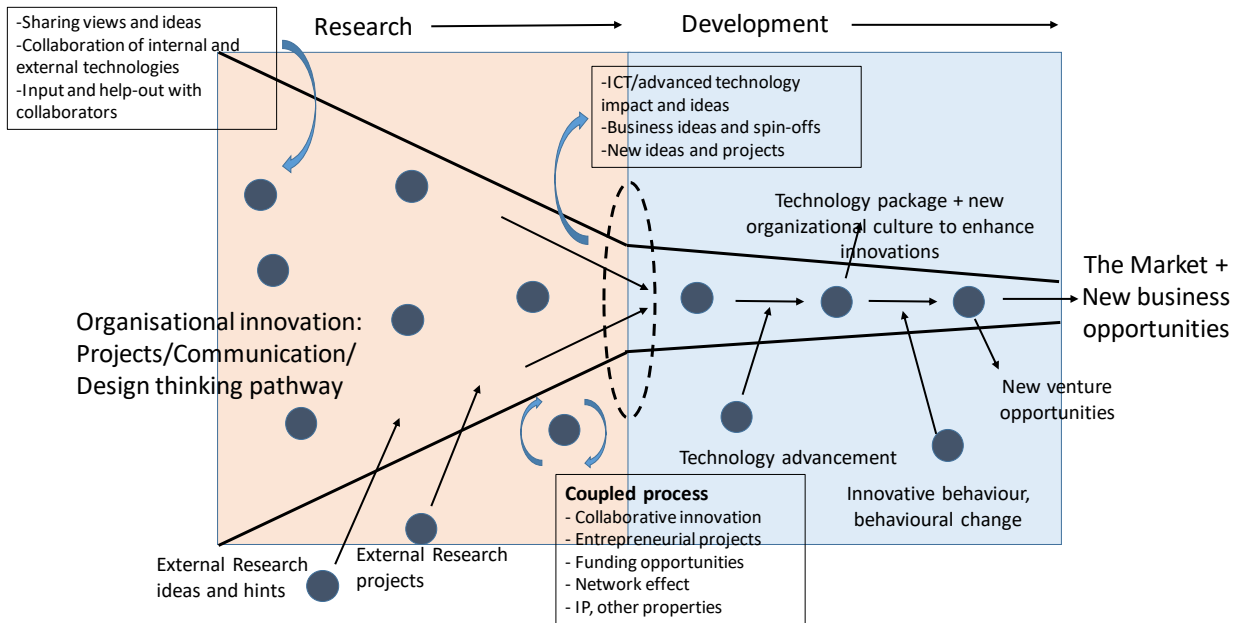 -Sharing views and ideas
-Collaboration of internal and
external technologies
-Input and help-out with
collaborators
Research
Development
-ICT/advanced technology
impact and ideas
-Business ideas and spin-offs
-New ideas and projects
Technology package + new
organizational culture to enhance
innovations
The Market +
New business
opportunities
Organisational innovation:
Projects/Communication/
Design thinking pathway
New venture
opportunities
Technology advancement
Innovative behaviour,
behavioural change
External Research
ideas and hints
External Research
projects
Coupled process
- Collaborative innovation
- Entrepreneurial projects
- Funding opportunities
- Network effect
- IP, other properties